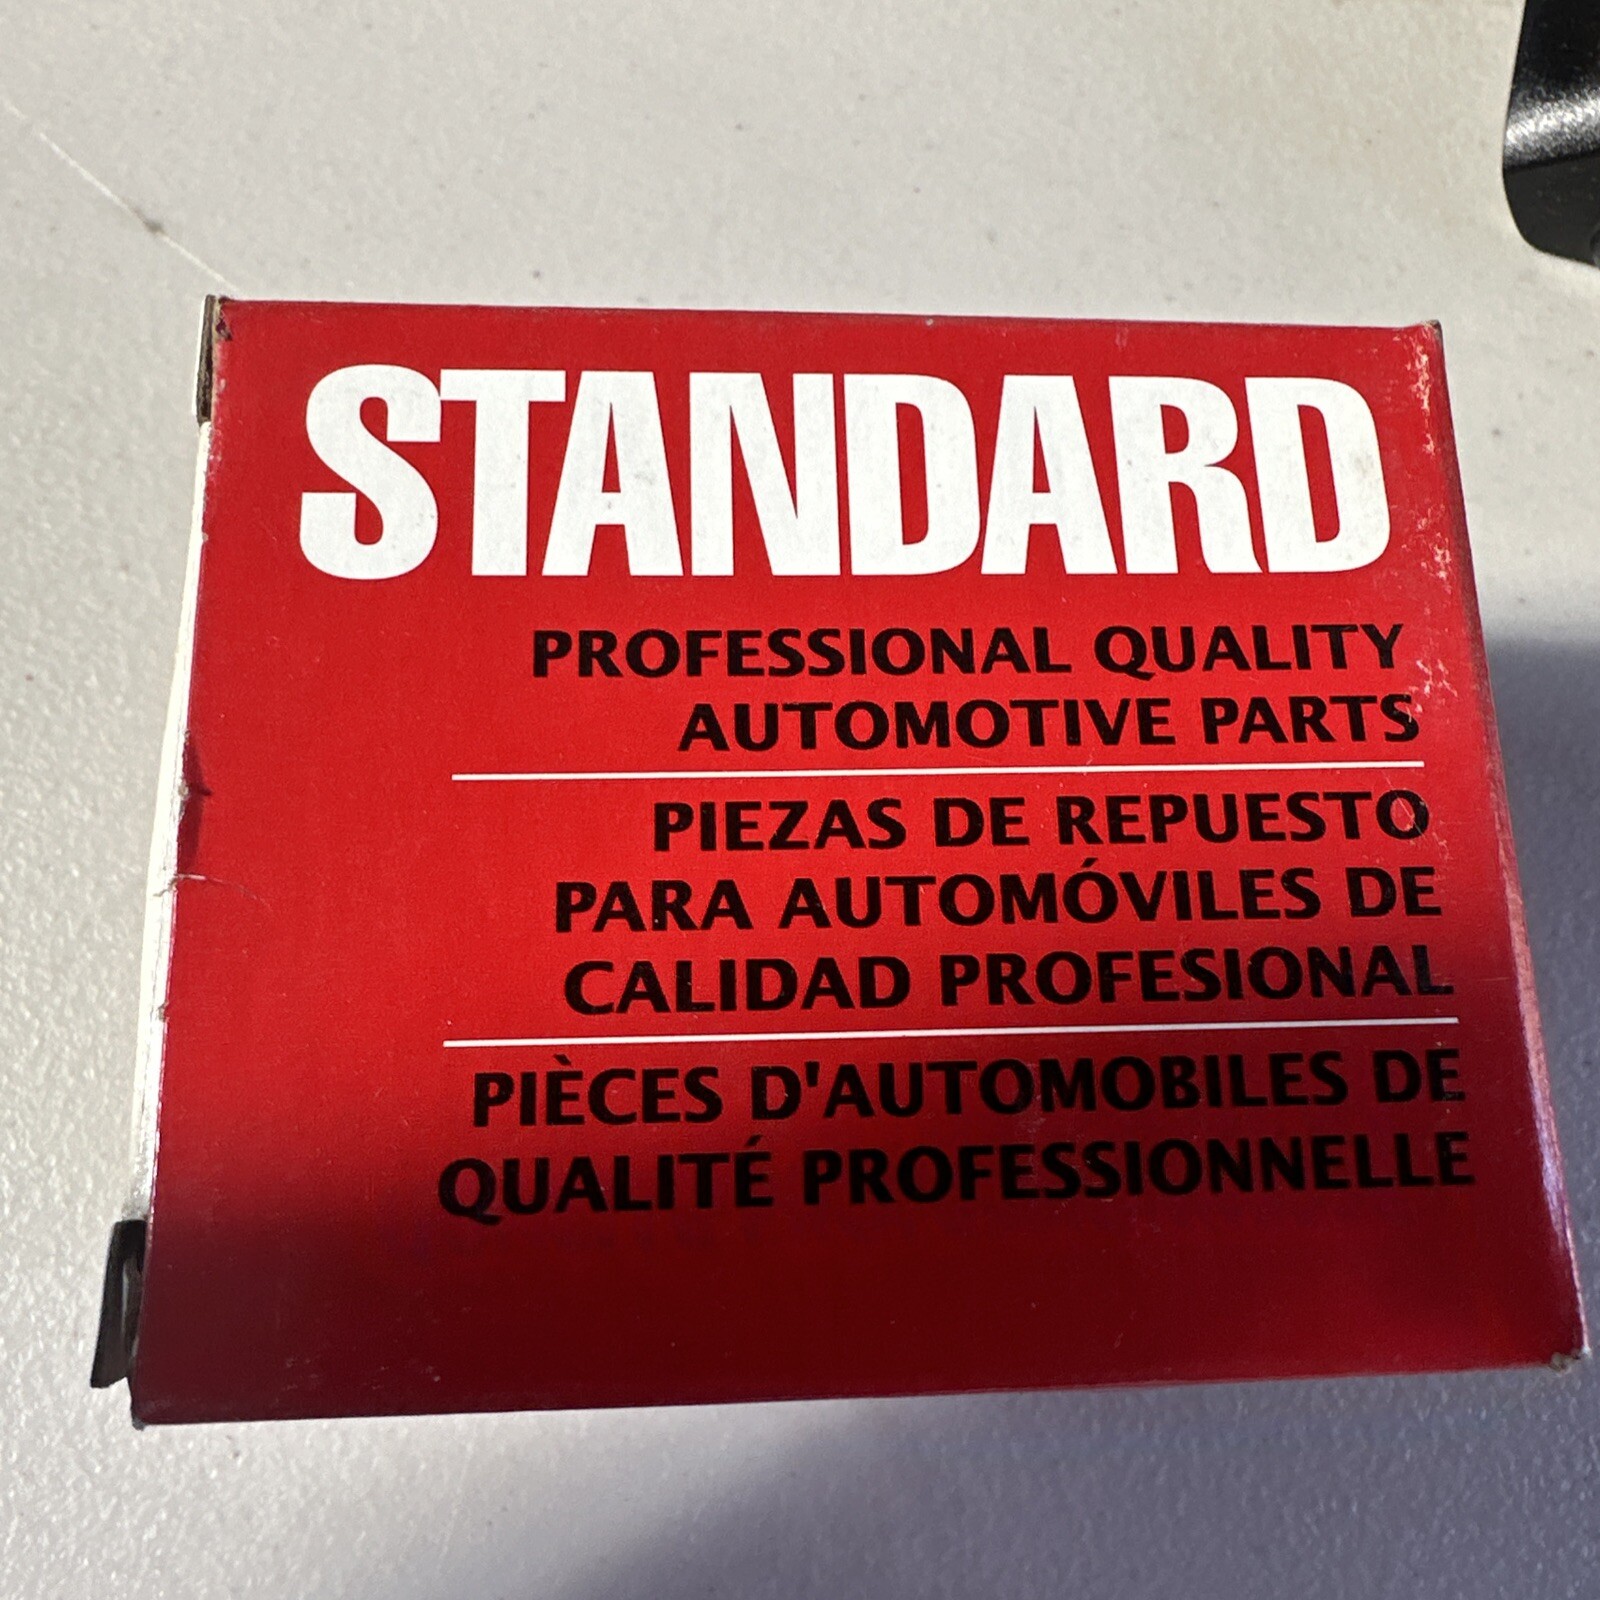 STANDARD
PROFESSIONAL QUALITY
AUTOMOTIVE PARTS
PIEZAS DE REPUESTO
PARA AUTOMÓVILES DE
CALIDAD PROFESIONAL
PIÈCES D'AUTOMOBILES DE
QUALITÉ PROFESSIONNELLE